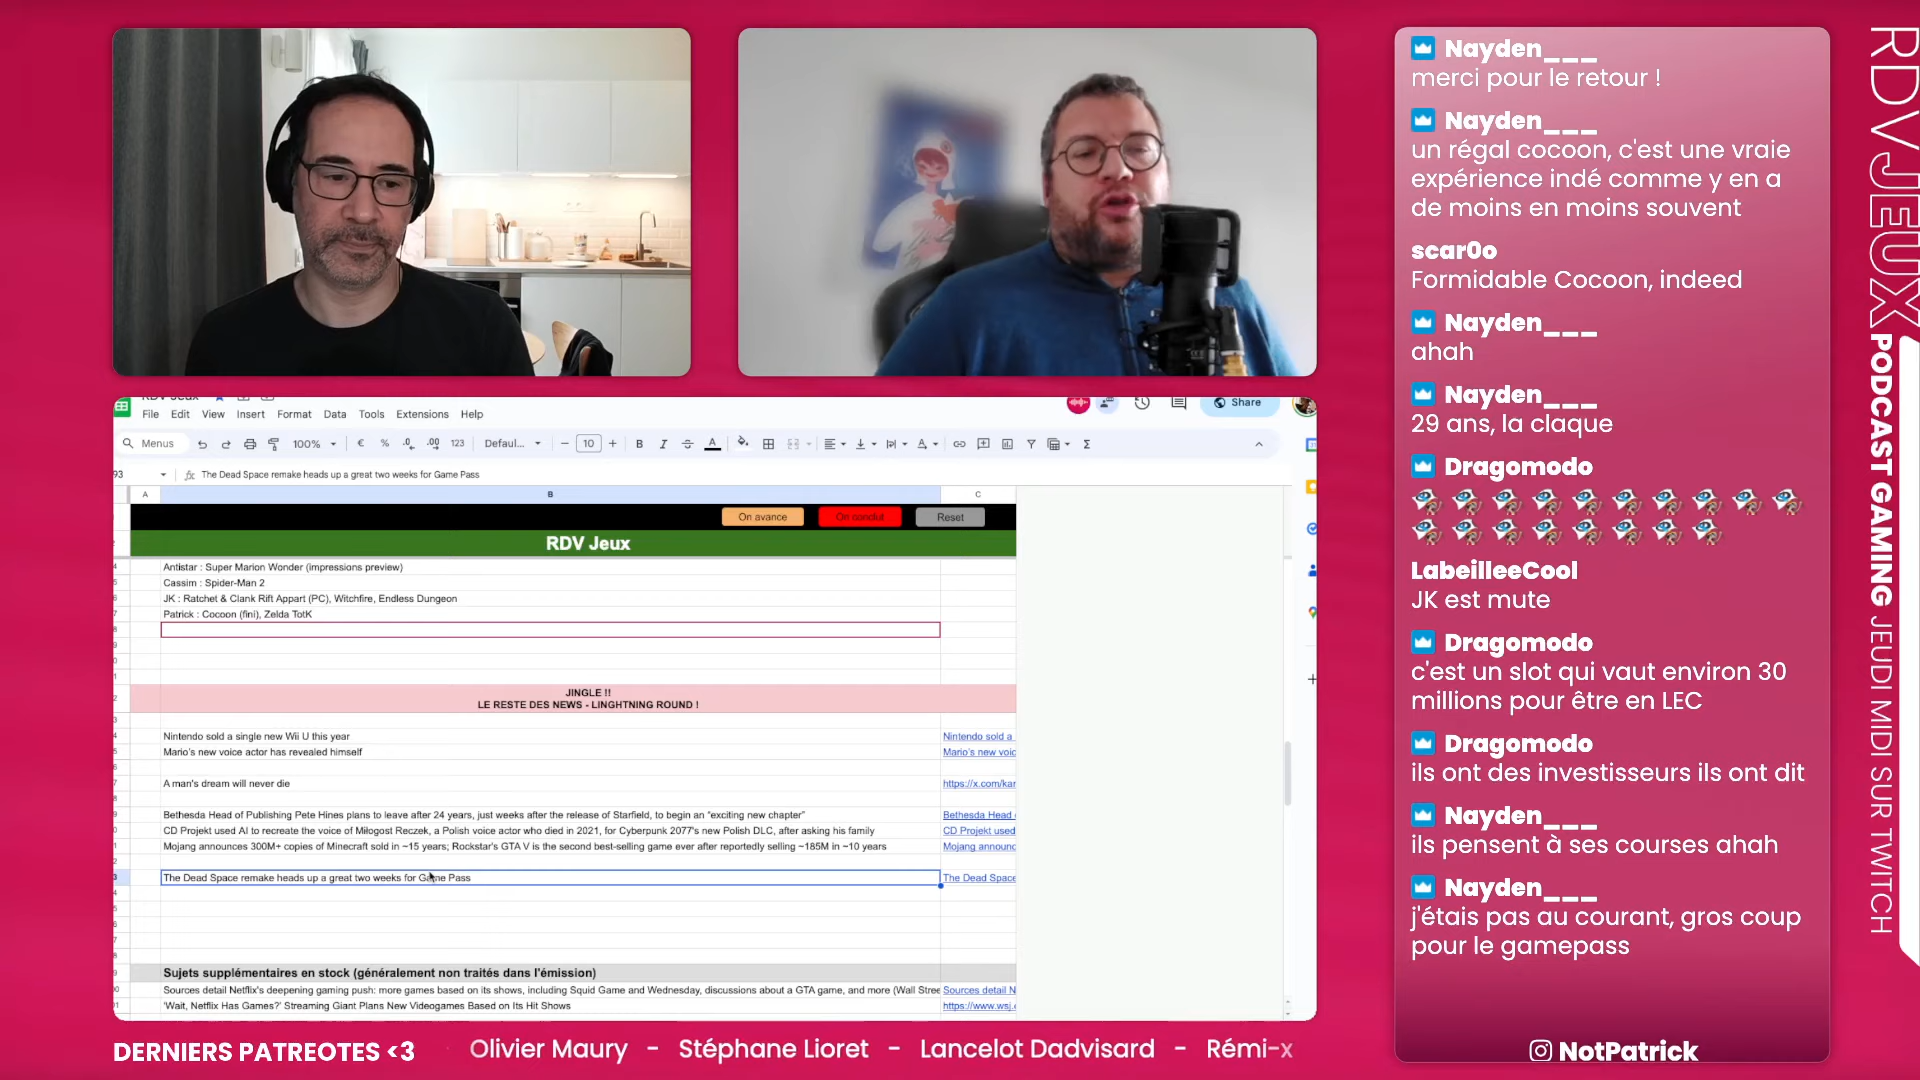 File Edit View Insert Format Data Tools Extensions Help
Share
Menus 100% € % .0 .00 123 Defaul... 10 B I A
93 fx The Dead Space remake heads up a great two weeks for Game Pass
A B C
On avance On conclut Reset
RDV Jeux
Antistar : Super Marion Wonder (impressions preview)
Cassim : Spider-Man 2
JK : Ratchet & Clank Rift Appart (PC), Witchfire, Endless Dungeon
Patrick : Cocoon (fini), Zelda TotK
JINGLE !!
LE RESTE DES NEWS - LINGHTNING ROUND !
Nintendo sold a single new Wii U this year Nintendo sold a
Mario's new voice actor has revealed himself Mario's new voic
A man's dream will never die https://x.com/kar
Bethesda Head of Publishing Pete Hines plans to leave after 24 years, just weeks after the release of Starfield, to begin an "exciting new chapter" Bethesda Head
CD Projekt used AI to recreate the voice of Miłogost Reczek, a Polish voice actor who died in 2021, for Cyberpunk 2077's new Polish DLC, after asking his family CD Projekt used
Mojang announces 300M+ copies of Minecraft sold in ~15 years; Rockstar's GTA V is the second best-selling game ever after reportedly selling ~185M in ~10 years Mojang announc
The Dead Space remake heads up a great two weeks for Game Pass The Dead Space
Sujets supplémentaires en stock (généralement non traités dans l'émission)
Sources detail Netflix's deepening gaming push: more games based on its shows, including Squid Game and Wednesday, discussions about a GTA game, and more (Wall Stree Sources detail N
'Wait, Netflix Has Games?' Streaming Giant Plans New Videogames Based on Its Hit Shows https://www.wsj.c
DERNIERS PATREOTES <3 Olivier Maury - Stéphane Lioret - Lancelot Dadvisard - Rémi-x
Nayden___
merci pour le retour !
Nayden___
un régal cocoon, c'est une vraie
expérience indé comme y en a
de moins en moins souvent
scar0o
Formidable Cocoon, indeed
Nayden___
ahah
Nayden___
29 ans, la claque
Dragomodo
LabeilleeCool
JK est mute
Dragomodo
c'est un slot qui vaut environ 30
millions pour être en LEC
Dragomodo
ils ont des investisseurs ils ont dit
Nayden___
ils pensent à ses courses ahah
Nayden___
j'étais pas au courant, gros coup
pour le gamepass
NotPatrick
RDV JEUX PODCAST GAMING JEUDI MIDI SUR TWITCH